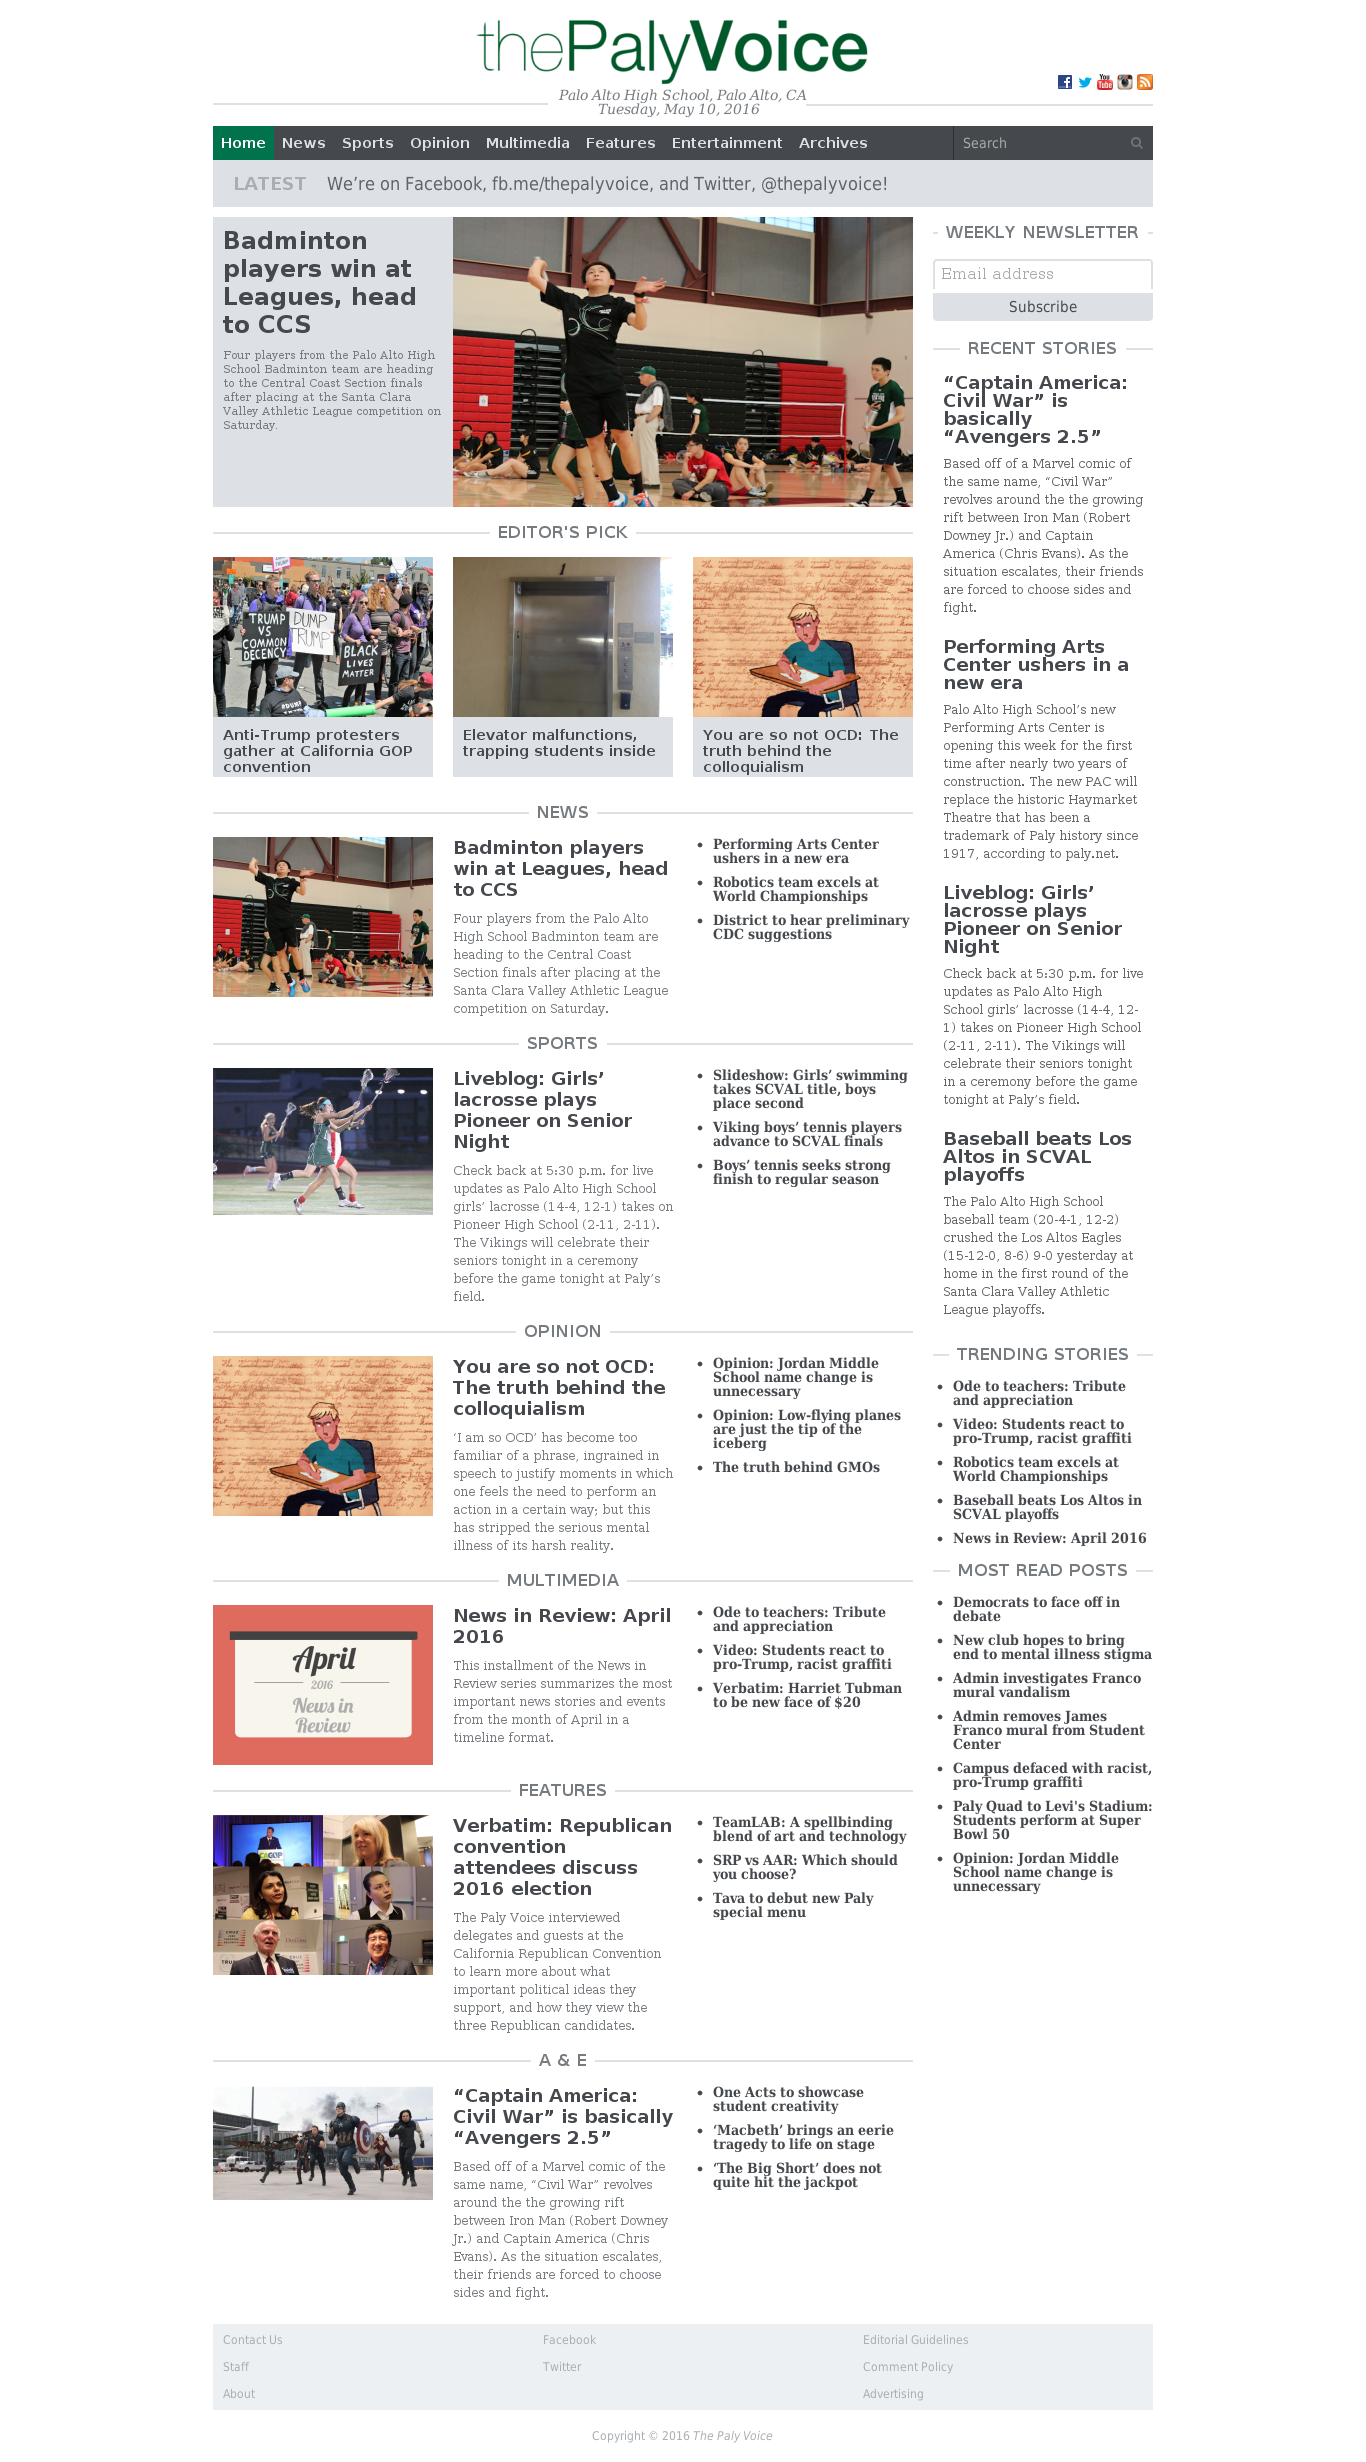 thePalyVoice
Palo Alto High School, Palo Alto, CA
Tuesday, May 10, 2016
Home News Sports Opinion Multimedia Features Entertainment Archives Search
LATEST We’re on Facebook, fb.me/thepalyvoice, and Twitter, @thepalyvoice!
Badminton
players win at
Leagues, head
to CCS
Four players from the Palo Alto High
School Badminton team are heading
to the Central Coast Section finals
after placing at the Santa Clara
Valley Athletic League competition on
Saturday.
EDITOR'S PICK
TRUMP
VS
COMMON
DECENCY
DUMP
TRUMP
BLACK
LIVES
MATTER
1
Anti-Trump protesters
gather at California GOP
convention
Elevator malfunctions,
trapping students inside
You are so not OCD: The
truth behind the
colloquialism
NEWS
Badminton players
win at Leagues, head
to CCS
Four players from the Palo Alto
High School Badminton team are
heading to the Central Coast
Section finals after placing at the
Santa Clara Valley Athletic League
competition on Saturday.
Performing Arts Center
ushers in a new era
Robotics team excels at
World Championships
District to hear preliminary
CDC suggestions
SPORTS
Liveblog: Girls’
lacrosse plays
Pioneer on Senior
Night
Check back at 5:30 p.m. for live
updates as Palo Alto High School
girls’ lacrosse (14-4, 12-1) takes on
Pioneer High School (2-11, 2-11).
The Vikings will celebrate their
seniors tonight in a ceremony
before the game tonight at Paly’s
field.
Slideshow: Girls’ swimming
takes SCVAL title, boys
place second
Viking boys’ tennis players
advance to SCVAL finals
Boys’ tennis seeks strong
finish to regular season
OPINION
You are so not OCD:
The truth behind the
colloquialism
‘I am so OCD’ has become too
familiar of a phrase, ingrained in
speech to justify moments in which
one feels the need to perform an
action in a certain way; but this
has stripped the serious mental
illness of its harsh reality.
Opinion: Jordan Middle
School name change is
unnecessary
Opinion: Low-flying planes
are just the tip of the
iceberg
The truth behind GMOs
MULTIMEDIA
April
2016
News in
Review
News in Review: April
2016
This installment of the News in
Review series summarizes the most
important news stories and events
from the month of April in a
timeline format.
Ode to teachers: Tribute
and appreciation
Video: Students react to
pro-Trump, racist graffiti
Verbatim: Harriet Tubman
to be new face of $20
FEATURES
Verbatim: Republican
convention
attendees discuss
2016 election
The Paly Voice interviewed
delegates and guests at the
California Republican Convention
to learn more about what
important political ideas they
support, and how they view the
three Republican candidates.
TeamLAB: A spellbinding
blend of art and technology
SRP vs AAR: Which should
you choose?
Tava to debut new Paly
special menu
A & E
“Captain America:
Civil War” is basically
“Avengers 2.5”
Based off of a Marvel comic of the
same name, “Civil War” revolves
around the the growing rift
between Iron Man (Robert Downey
Jr.) and Captain America (Chris
Evans). As the situation escalates,
their friends are forced to choose
sides and fight.
One Acts to showcase
student creativity
‘Macbeth’ brings an eerie
tragedy to life on stage
‘The Big Short’ does not
quite hit the jackpot
WEEKLY NEWSLETTER
Email address
Subscribe
RECENT STORIES
“Captain America:
Civil War” is
basically
“Avengers 2.5”
Based off of a Marvel comic of
the same name, “Civil War”
revolves around the the growing
rift between Iron Man (Robert
Downey Jr.) and Captain
America (Chris Evans). As the
situation escalates, their friends
are forced to choose sides and
fight.
Performing Arts
Center ushers in a
new era
Palo Alto High School’s new
Performing Arts Center is
opening this week for the first
time after nearly two years of
construction. The new PAC will
replace the historic Haymarket
Theatre that has been a
trademark of Paly history since
1917, according to paly.net.
Liveblog: Girls’
lacrosse plays
Pioneer on Senior
Night
Check back at 5:30 p.m. for live
updates as Palo Alto High
School girls’ lacrosse (14-4, 12-
1) takes on Pioneer High School
(2-11, 2-11). The Vikings will
celebrate their seniors tonight
in a ceremony before the game
tonight at Paly’s field.
Baseball beats Los
Altos in SCVAL
playoffs
The Palo Alto High School
baseball team (20-4-1, 12-2)
crushed the Los Altos Eagles
(15-12-0, 8-6) 9-0 yesterday at
home in the first round of the
Santa Clara Valley Athletic
League playoffs.
TRENDING STORIES
Ode to teachers: Tribute
and appreciation
Video: Students react to
pro-Trump, racist graffiti
Robotics team excels at
World Championships
Baseball beats Los Altos in
SCVAL playoffs
News in Review: April 2016
MOST READ POSTS
Democrats to face off in
debate
New club hopes to bring
end to mental illness stigma
Admin investigates Franco
mural vandalism
Admin removes James
Franco mural from Student
Center
Campus defaced with racist,
pro-Trump graffiti
Paly Quad to Levi's Stadium:
Students perform at Super
Bowl 50
Opinion: Jordan Middle
School name change is
unnecessary
Contact Us Facebook Editorial Guidelines
Staff Twitter Comment Policy
About Advertising
Copyright © 2016 The Paly Voice